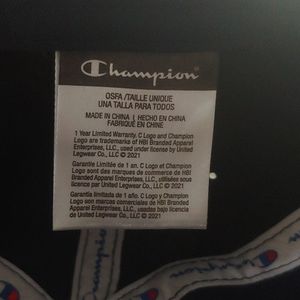 Champion
OSFA /TAILLE UNIQUE
UNA TALLA PARA TODOS
MADE IN CHINA | HECHO EN CHINA
FABRIQUÉ EN CHINE
1 Year Limited Warranty. C Logo and Champion
Logo are trademarks of HBI Branded Apparel
Enterprises, LLC., used under license by United
Legwear Co., LLC © 2021
Garantie Limitée de 1 an. C Logo et Champion
Logo sont des marques de commerce de HBI
Branded Apparel Enterprises, LLC, utilisées sous
licence par United Legwear Co., LLC © 2021
Garantía limitada de 1 año. C Logo y Champion
Logo son marcas comerciales de HBI Branded
Apparel Enterprises, LLC, usadas bajo licencia
de United Legwear Co., LLC © 2021
Champion
Champion
Champion